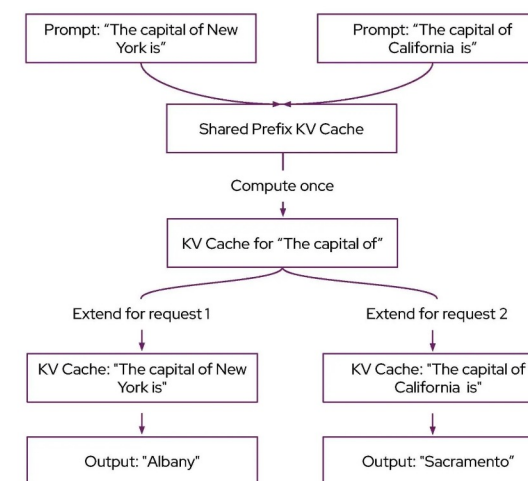 Prompt: “The capital of New
York is”
Prompt: “The capital of
California  is”
Shared Prefix KV Cache
Compute once
KV Cache for “The capital of”
Extend for request 1
Extend for request 2
KV Cache: "The capital of New
York is"
KV Cache: "The capital of
California  is"
Output: "Albany"
Output: "Sacramento”